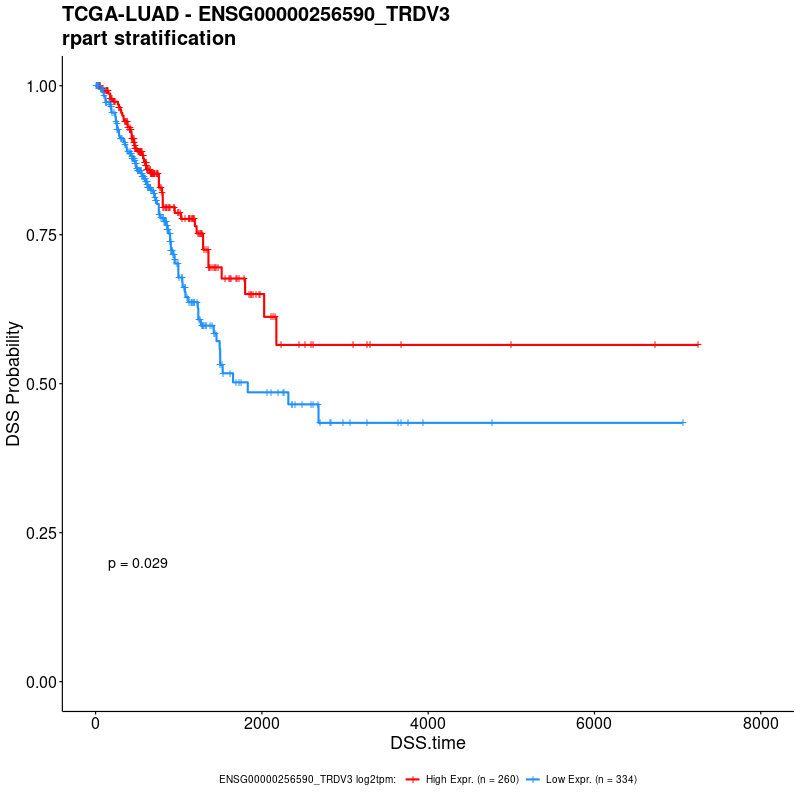 TCGA-LUAD - ENSG00000256590_TRDV3
rpart stratification
DSS Probability
1.00
0.75
0.50
0.25
0.00
p = 0.029
0 2000 4000 6000 8000
DSS.time
ENSG00000256590_TRDV3 log2tpm: High Expr. (n = 260) Low Expr. (n = 334)